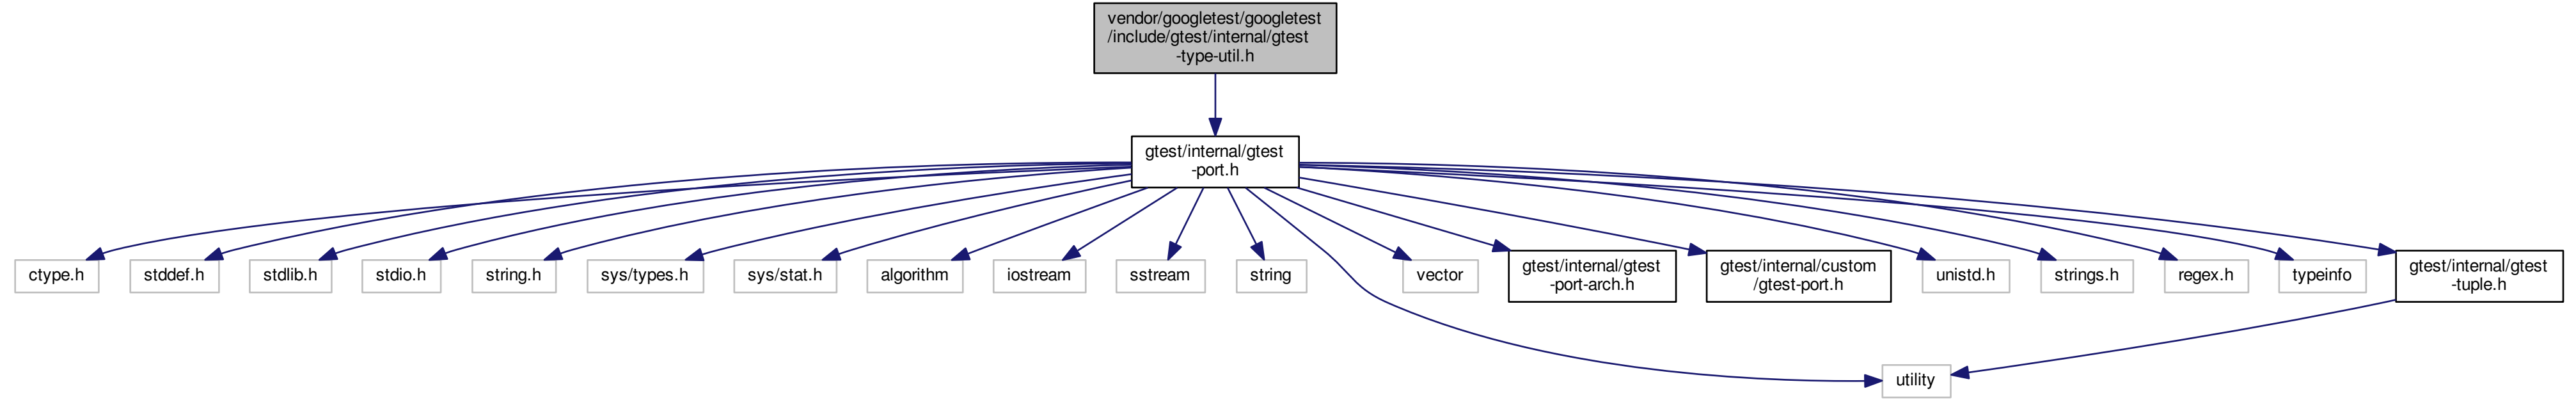 vendor/googletest/googletest
/include/gtest/internal/gtest
-type-util.h
gtest/internal/gtest
-port.h
ctype.h
stddef.h
stdlib.h
stdio.h
string.h
sys/types.h
sys/stat.h
algorithm
iostream
sstream
string
vector
gtest/internal/gtest
-port-arch.h
gtest/internal/custom
/gtest-port.h
unistd.h
strings.h
regex.h
typeinfo
gtest/internal/gtest
-tuple.h
utility